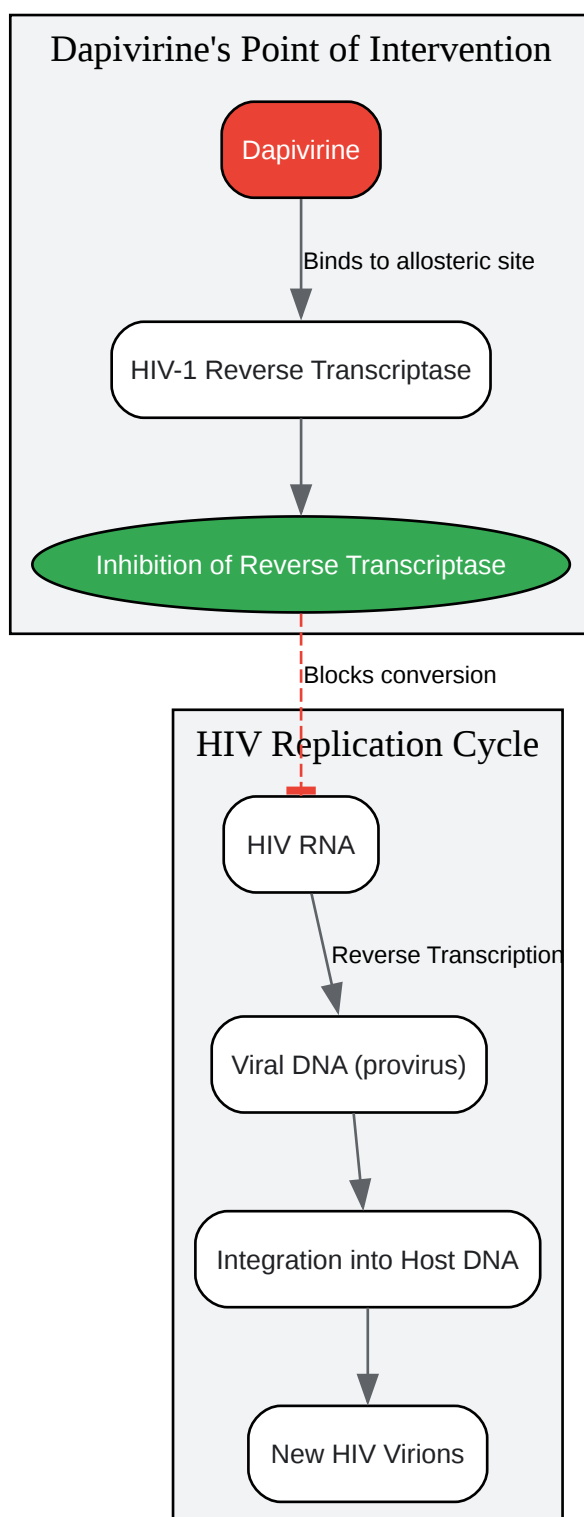 Dapivirine's Point of Intervention
Dapivirine
Binds to allosteric site
HIV-1 Reverse Transcriptase
Inhibition of Reverse Transcriptase
Blocks conversion
HIV Replication Cycle
HIV RNA
Reverse Transcription
Viral DNA (provirus)
Integration into Host DNA
New HIV Virions